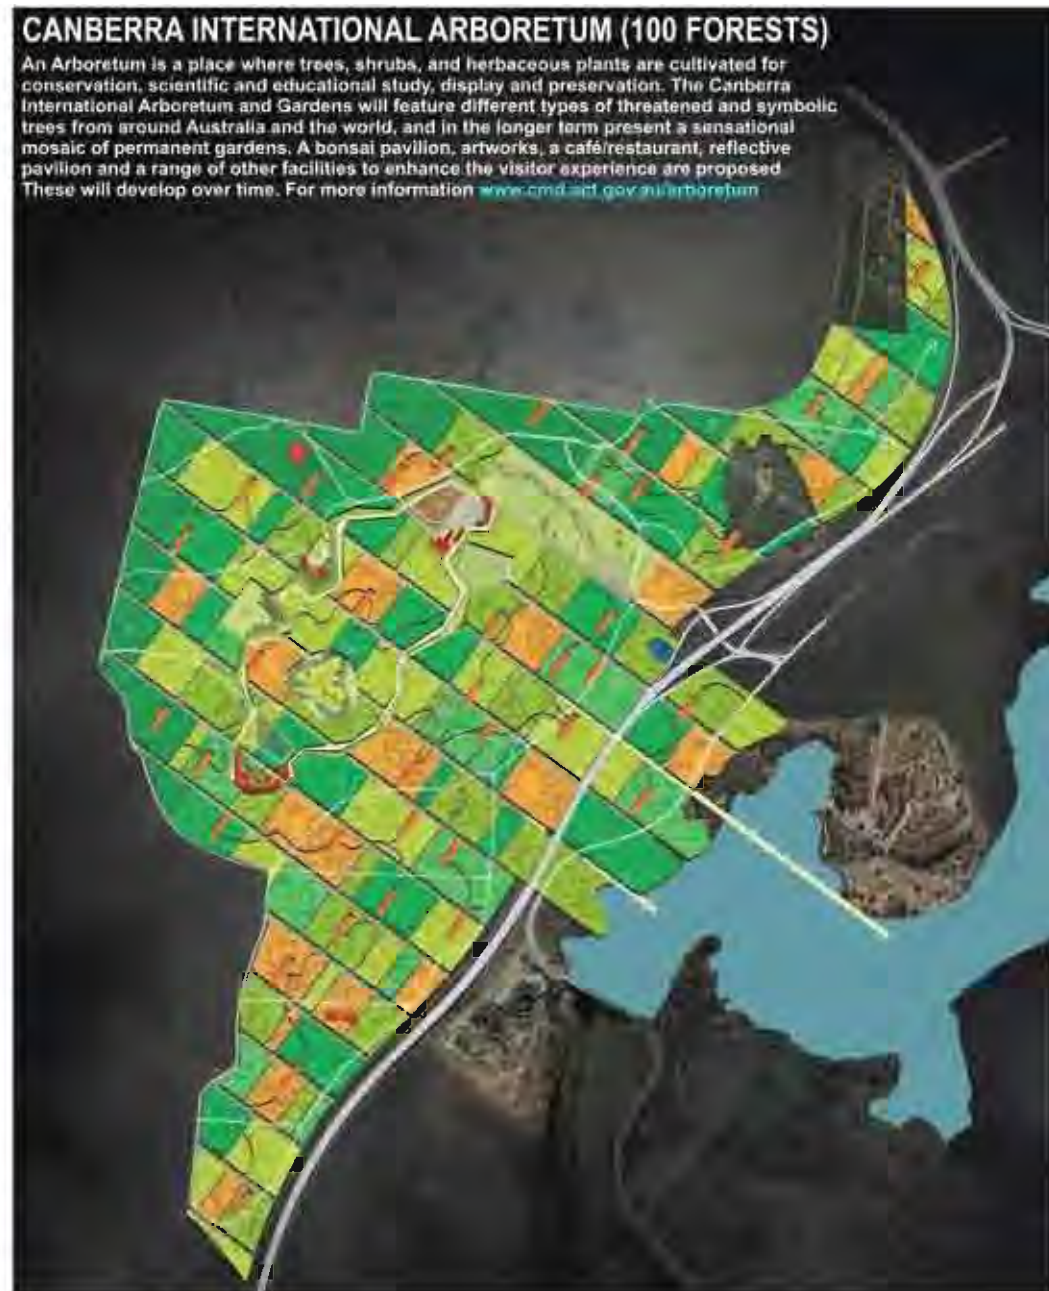 CANBERRA INTERNATIONAL ARBORETUM (100 FORESTS)
An Arboretum is a place where trees, shrubs, and herbaceous plants are cultivated for
conservation, scientific and educational study, display and preservation. The Canberra
International Arboretum and Gardens will feature different types of threatened and symbolic
trees from around Australia and the world, and in the longer term present a sensational
mosaic of permanent gardens. A bonsai pavilion, artworks, a café/restaurant, reflective
pavilion and a range of other facilities to enhance the visitor experience are proposed
These will develop over time. For more information www.cmd.act.gov.au/arboretum